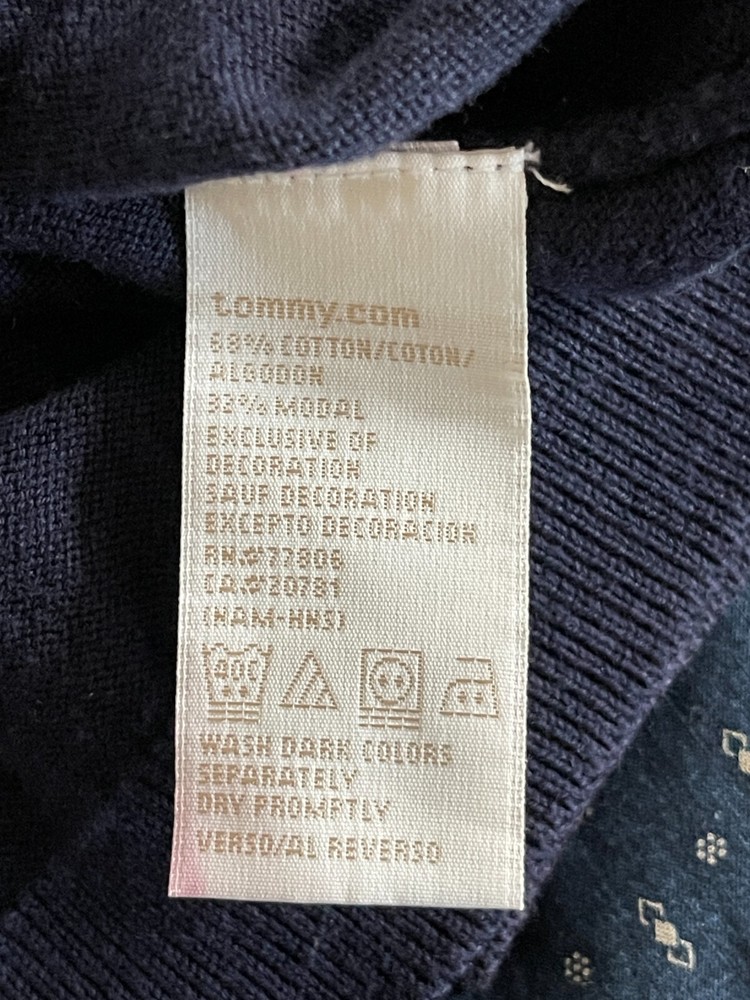 tommy.com
68% COTTON/COTON/
ALGODON
32% MODAL
EXCLUSIVE OF
DECORATION
SAUF DECORATION
EXCEPTO DECORACION
RN#77806
CA#20781
(NAM-HNS)
40C
WASH DARK COLORS
SEPARATELY
DRY PROMPTLY
VERSO/AL REVERSO